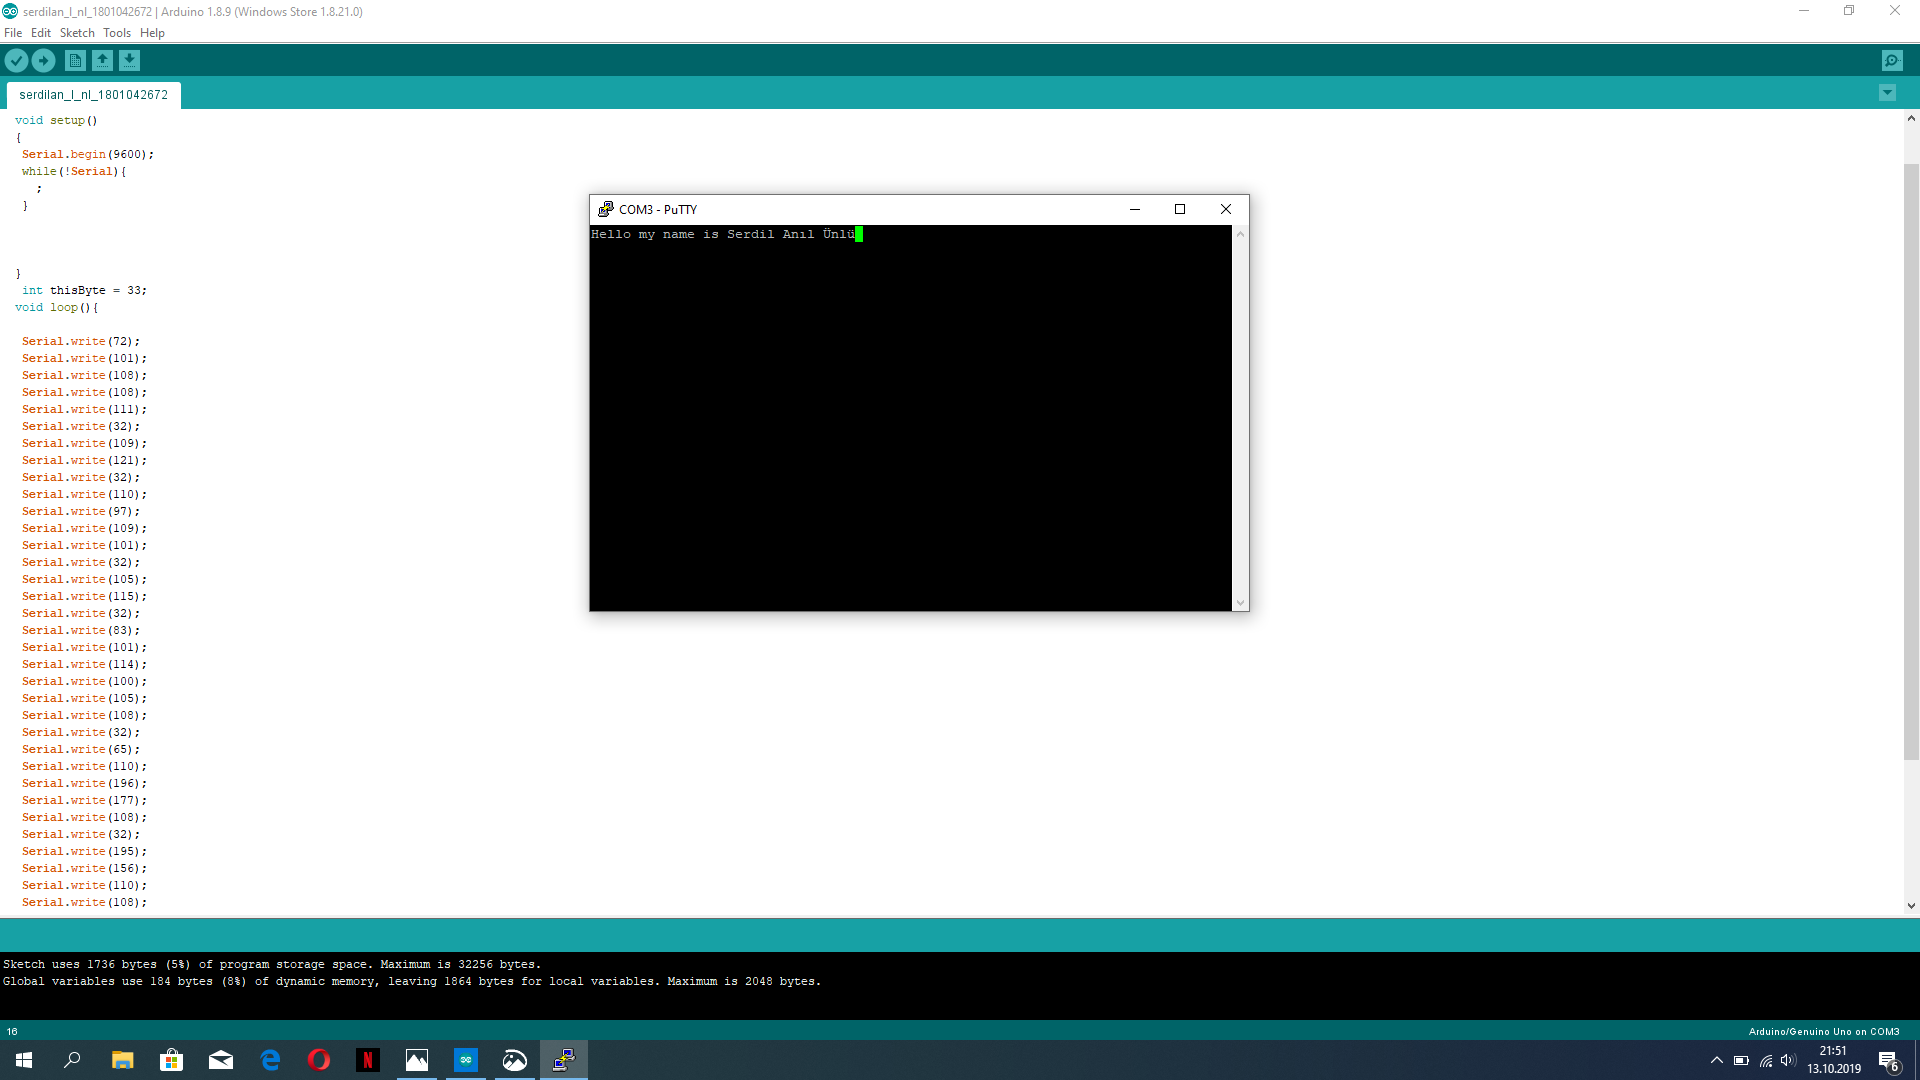 serdilan_l_nl_1801042672 | Arduino 1.8.9 (Windows Store 1.8.21.0)
File Edit Sketch Tools Help
serdilan_l_nl_1801042672
void setup()
{
Serial.begin(9600);
while(!Serial){
;
}
}
int thisByte = 33;
void loop(){
Serial.write(72);
Serial.write(101);
Serial.write(108);
Serial.write(108);
Serial.write(111);
Serial.write(32);
Serial.write(109);
Serial.write(121);
Serial.write(32);
Serial.write(110);
Serial.write(97);
Serial.write(109);
Serial.write(101);
Serial.write(32);
Serial.write(105);
Serial.write(115);
Serial.write(32);
Serial.write(83);
Serial.write(101);
Serial.write(114);
Serial.write(100);
Serial.write(105);
Serial.write(108);
Serial.write(32);
Serial.write(65);
Serial.write(110);
Serial.write(196);
Serial.write(177);
Serial.write(108);
Serial.write(32);
Serial.write(195);
Serial.write(156);
Serial.write(110);
Serial.write(108);
COM3 - PuTTY
Hello my name is Serdil Anıl Ünlü
Sketch uses 1736 bytes (5%) of program storage space. Maximum is 32256 bytes.
Global variables use 184 bytes (8%) of dynamic memory, leaving 1864 bytes for local variables. Maximum is 2048 bytes.
16
Arduino/Genuino Uno on COM3
N
21:51
13.10.2019
6